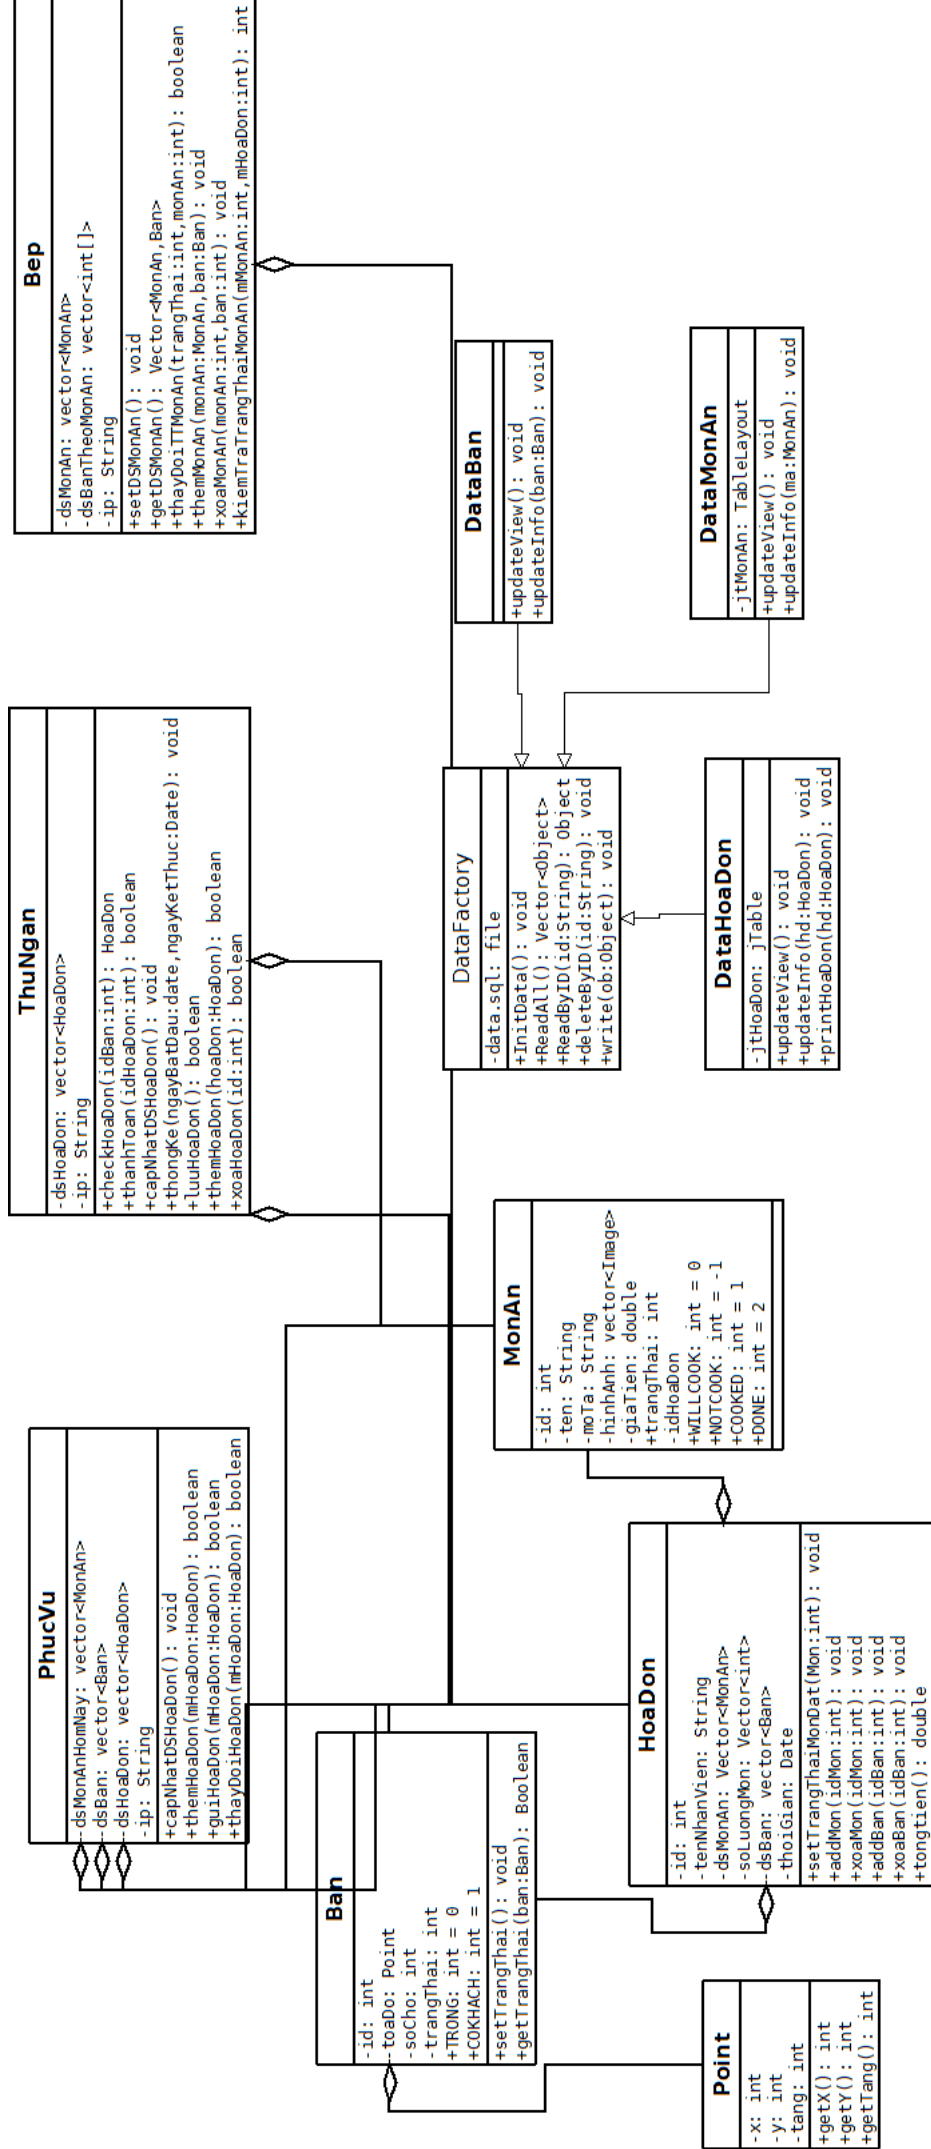 PhucVu
-dsMonAnHomNay: vector<MonAn>
-dsBan: vector<Ban>
-dsHoaDon: vector<HoaDon>
-ip: String
+capNhatDSHoaDon(): void
+themHoaDon(mHoaDon:HoaDon): boolean
+guiHoaDon(mHoaDon:HoaDon): boolean
+thayDoiHoaDon(mHoaDon:HoaDon): boolean
ThuNgan
-dsHoaDon: vector<HoaDon>
-ip: String
+checkHoaDon(idBan:int): HoaDon
+thanhToan(idHoaDon:int): boolean
+capNhatDSHoaDon(): void
+thongKe(ngayBatDau:date,ngayKetThuc:Date): void
+luuHoaDon(): boolean
+themHoaDon(hoaDon:HoaDon): boolean
+xoaHoaDon(id:int): boolean
Bep
-dsMonAn: vector<MonAn>
-dsBanTheoMonAn: vector<int[]>
-ip: String
+setDSMonAn(): void
+getDSMonAn(): Vector<MonAn,Ban>
+thayDoiTTMonAn(trangThai:int,monAn:int): boolean
+themMonAn(monAn:MonAn,ban:Ban): void
+xoaMonAn(monAn:int,ban:int): void
+kiemTraTrangThaiMonAn(mMonAn:int,mHoaDon:int): int
Ban
-id: int
-toaDo: Point
-soCho: int
-trangThai: int
+TRONG: int = 0
+COKHACH: int = 1
+setTrangThai(): void
+getTrangThai(ban:Ban): Boolean
MonAn
-id: int
-ten: String
-moTa: String
-hinhAnh: vector<Image>
-giaTien: double
+trangThai: int
-idHoaDon
+WILLCOOK: int = 0
+NOTCOOK: int = -1
+COOKED: int = 1
+DONE: int = 2
DataFactory
-data.sql: file
+InitData(): void
+ReadAll(): Vector<Object>
+ReadByID(id:String): Object
+deleteByID(id:String): void
+write(ob:Object): void
DataBan
+updateView(): void
+updateInfo(ban:Ban): void
Point
-x: int
-y: int
-tang: int
+getX(): int
+getY(): int
+getTang(): int
HoaDon
-id: int
-tenNhanVien: String
-dsMonAn: Vector<MonAn>
-soLuongMon: Vector<int>
-dsBan: vector<Ban>
-thoiGian: Date
+setTrangThaiMonDat(Mon:int): void
+addMon(idMon:int): void
+xoaMon(idMon:int): void
+addBan(idBan:int): void
+xoaBan(idBan:int): void
+tongtien(): double
DataHoaDon
-jtHoaDon: jTable
+updateView(): void
+updateInfo(hd:HoaDon): void
+printHoaDon(hd:HoaDon): void
DataMonAn
-jtMonAn: TableLayout
+updateView(): void
+updateInfo(ma:MonAn): void